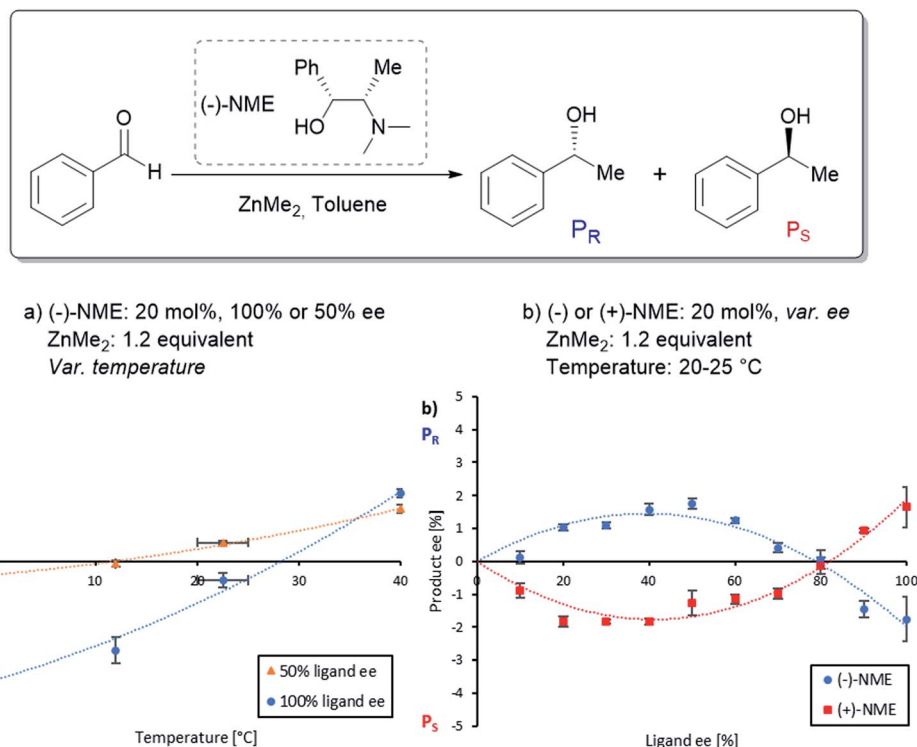 Ph
Me
(-)-NME
HO
N
O
H
ZnMe2, Toluene
OH
Me
PR
+
OH
Me
PS
a) (-)-NME: 20 mol%, 100% or 50% ee
ZnMe2: 1.2 equivalent
Var. temperature
b) (-) or (+)-NME: 20 mol%, var. ee
ZnMe2: 1.2 equivalent
Temperature: 20-25 °C
10
20
30
40
50% ligand ee
100% ligand ee
Temperature [°C]
b)
PR
PS
Product ee [%]
5
4
3
2
1
0
-1
-2
-3
-4
-5
0
20
40
60
80
100
(-)-NME
(+)-NME
Ligand ee [%]